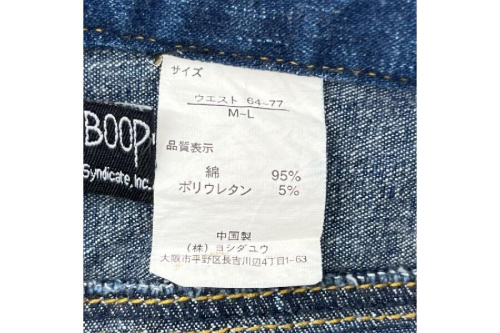 サイズ
ウエスト 64~77
M~L
BOOP
Syndicate, Inc.
品質表示
綿 95%
ポリウレタン 5%
中国製
(株)ヨシダユウ
大阪市平野区長吉川辺4丁目1-63